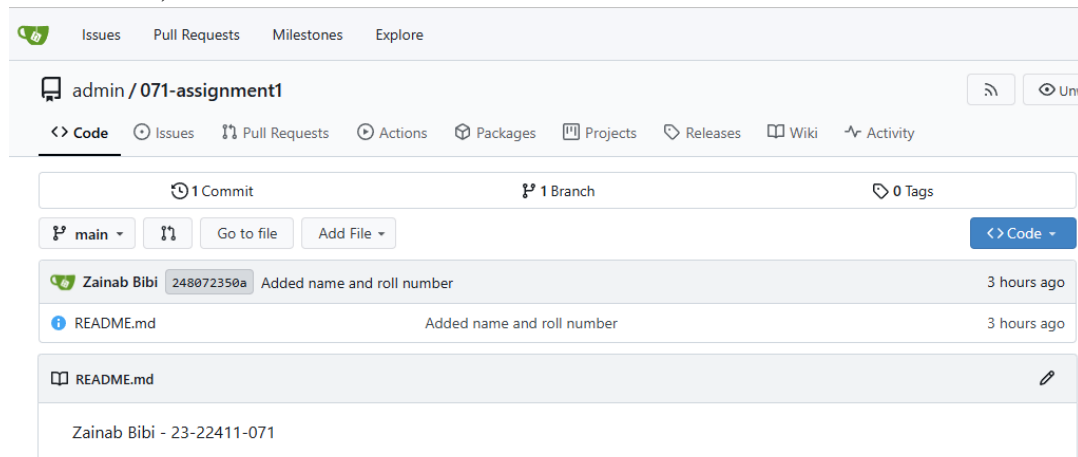 Issues Pull Requests Milestones Explore
admin / 071-assignment1
Code Issues Pull Requests Actions Packages Projects Releases Wiki Activity
1 Commit 1 Branch 0 Tags
main Go to file Add File Code
Zainab Bibi 248072350a Added name and roll number 3 hours ago
README.md Added name and roll number 3 hours ago
README.md
Zainab Bibi - 23-22411-071